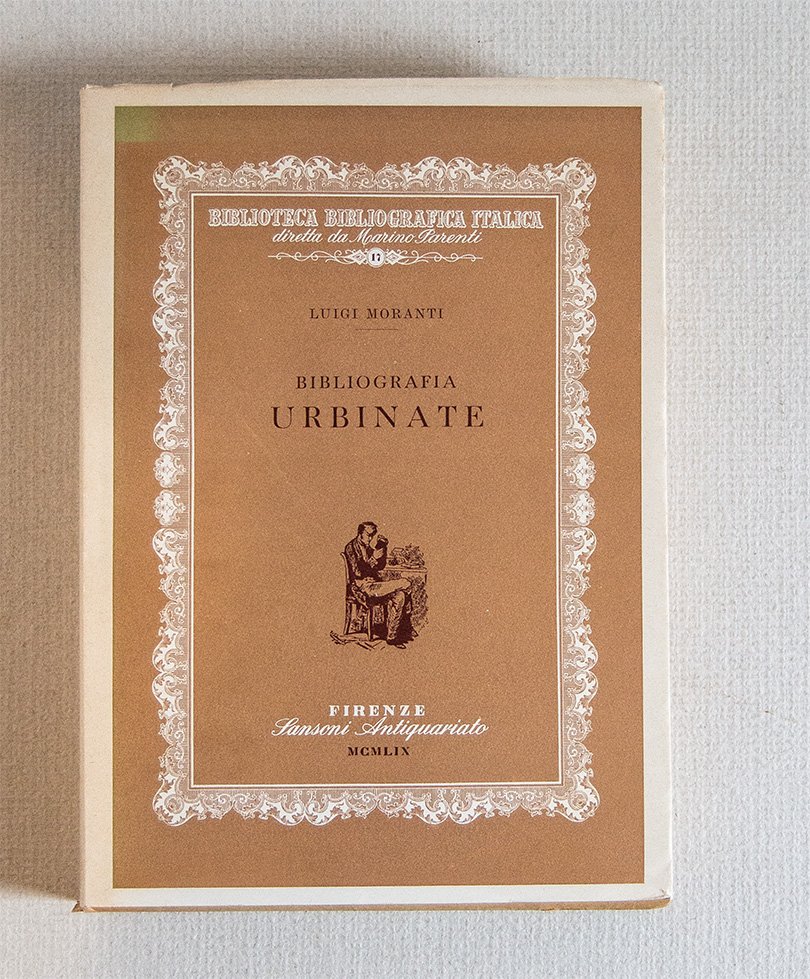 BIBLIOTECA BIBLIOGRAFICA ITALICA
diretta da Marino Parenti
17
LUIGI MORANTI
BIBLIOGRAFIA
URBINATE
FIRENZE
Sansoni Antiquariato
MCMLIX